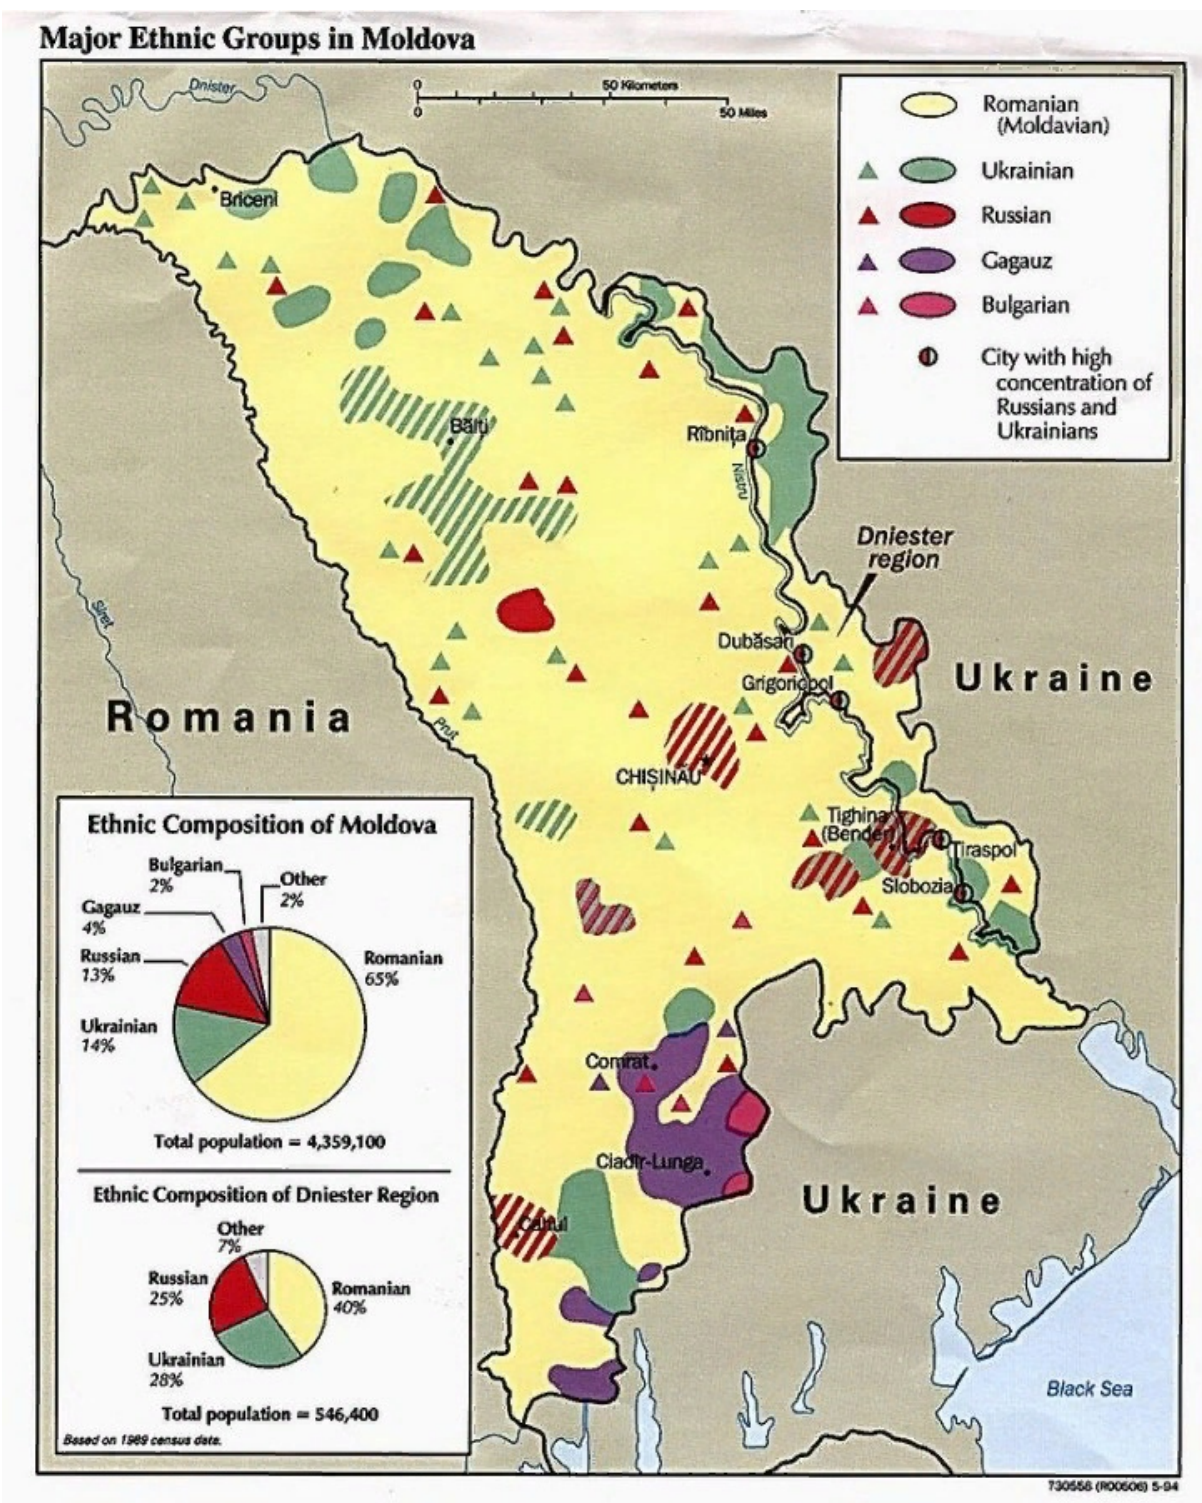 Major Ethnic Groups in Moldova
Dnister
0 50 Kilometers
0 50 Miles
Romanian
(Moldavian)
Ukrainian
Russian
Gagauz
Bulgarian
City with high
concentration of
Russians and
Ukrainians
Briceni
Bălţi
Rîbniţa
Nistru
Dniester
region
Siret
Dubăsari
Grigoriopol
Ukraine
Romania
Prut
CHIȘINĂU
Tighina
(Bender)
Tiraspol
Slobozia
Comrat
Ciadîr-Lunga
Cahul
Ukraine
Black Sea
Ethnic Composition of Moldova
Bulgarian
2%
Other
2%
Gagauz
4%
Russian
13%
Romanian
65%
Ukrainian
14%
Total population = 4,359,100
Ethnic Composition of Dniester Region
Other
7%
Russian
25%
Romanian
40%
Ukrainian
28%
Total population = 546,400
Based on 1989 census data.
730558 (R00506) 5-94